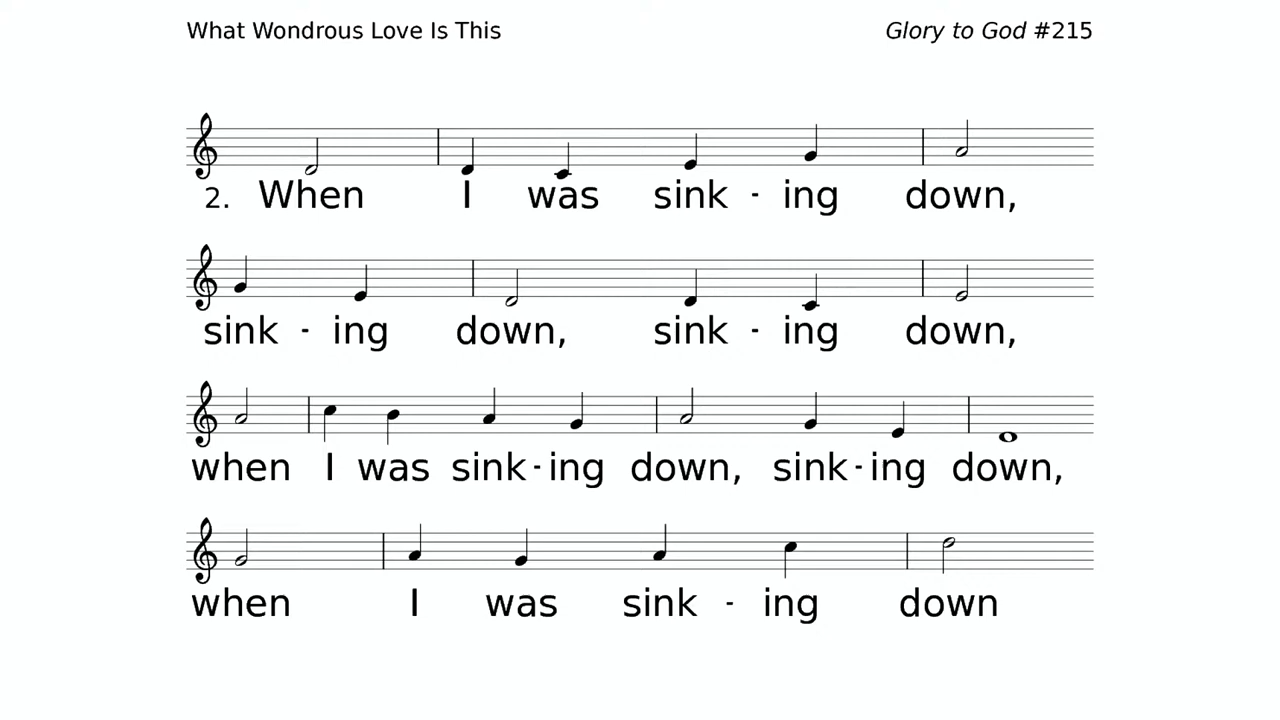 What Wondrous Love Is This Glory to God #215
2. When I was sink - ing down,
sink - ing down, sink - ing down,
when I was sink - ing down, sink - ing down,
when I was sink - ing down